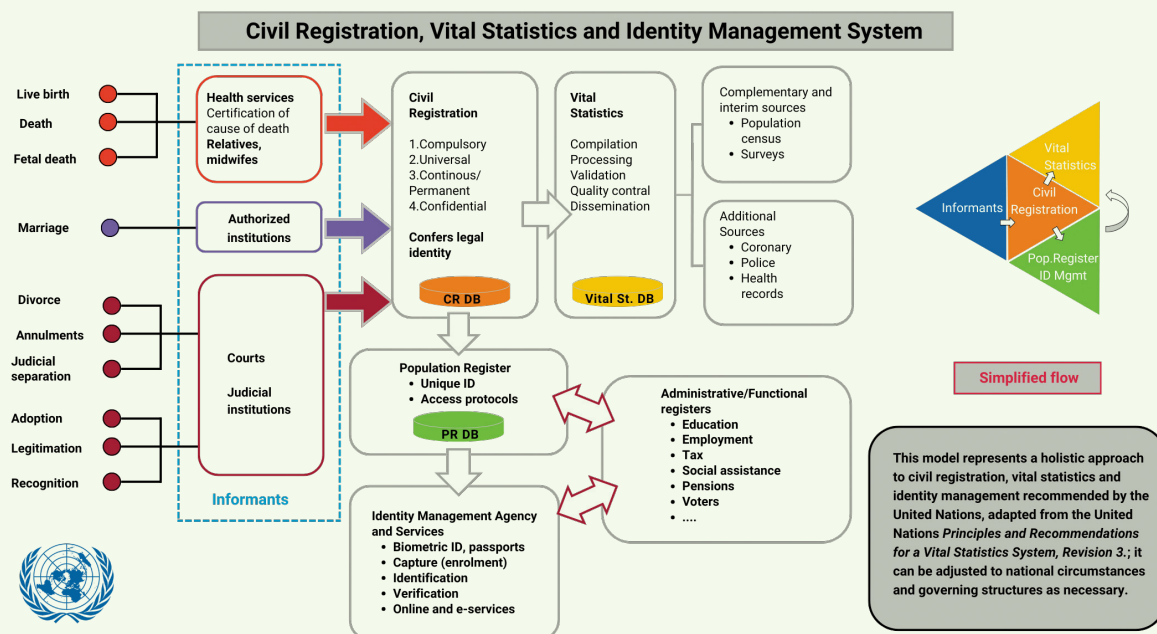 Civil Registration, Vital Statistics and Identity Management System
Live birth
Death
Fetal death
Marriage
Divorce
Annulments
Judicial
separation
Adoption
Legitimation
Recognition
Health services
Certification of
cause of death
Relatives,
midwifes
Authorized
institutions
Courts
Judicial
institutions
Informants
Civil
Registration
1.Compulsory
2.Universal
3.Continous/
Permanent
4.Confidential
Confers legal
identity
CR DB
Vital
Statistics
Compilation
Processing
Validation
Quality contral
Dissemination
Vital St. DB
Complementary and
interim sources
• Population
census
• Surveys
Additional
Sources
• Coronary
• Police
• Health
records
Population Register
• Unique ID
• Access protocols
PR DB
Administrative/Functional
registers
• Education
• Employment
• Tax
• Social assistance
• Pensions
• Voters
• ....
Identity Management Agency
and Services
• Biometric ID, passports
• Capture (enrolment)
• Identification
• Verification
• Online and e-services
Vital
Statistics
Informants
Civil
Registration
Pop.Register
ID Mgmt
Simplified flow
This model represents a holistic approach
to civil registration, vital statistics and
identity management recommended by the
United Nations, adapted from the United
Nations Principles and Recommendations
for a Vital Statistics System, Revision 3.; it
can be adjusted to national circumstances
and governing structures as necessary.